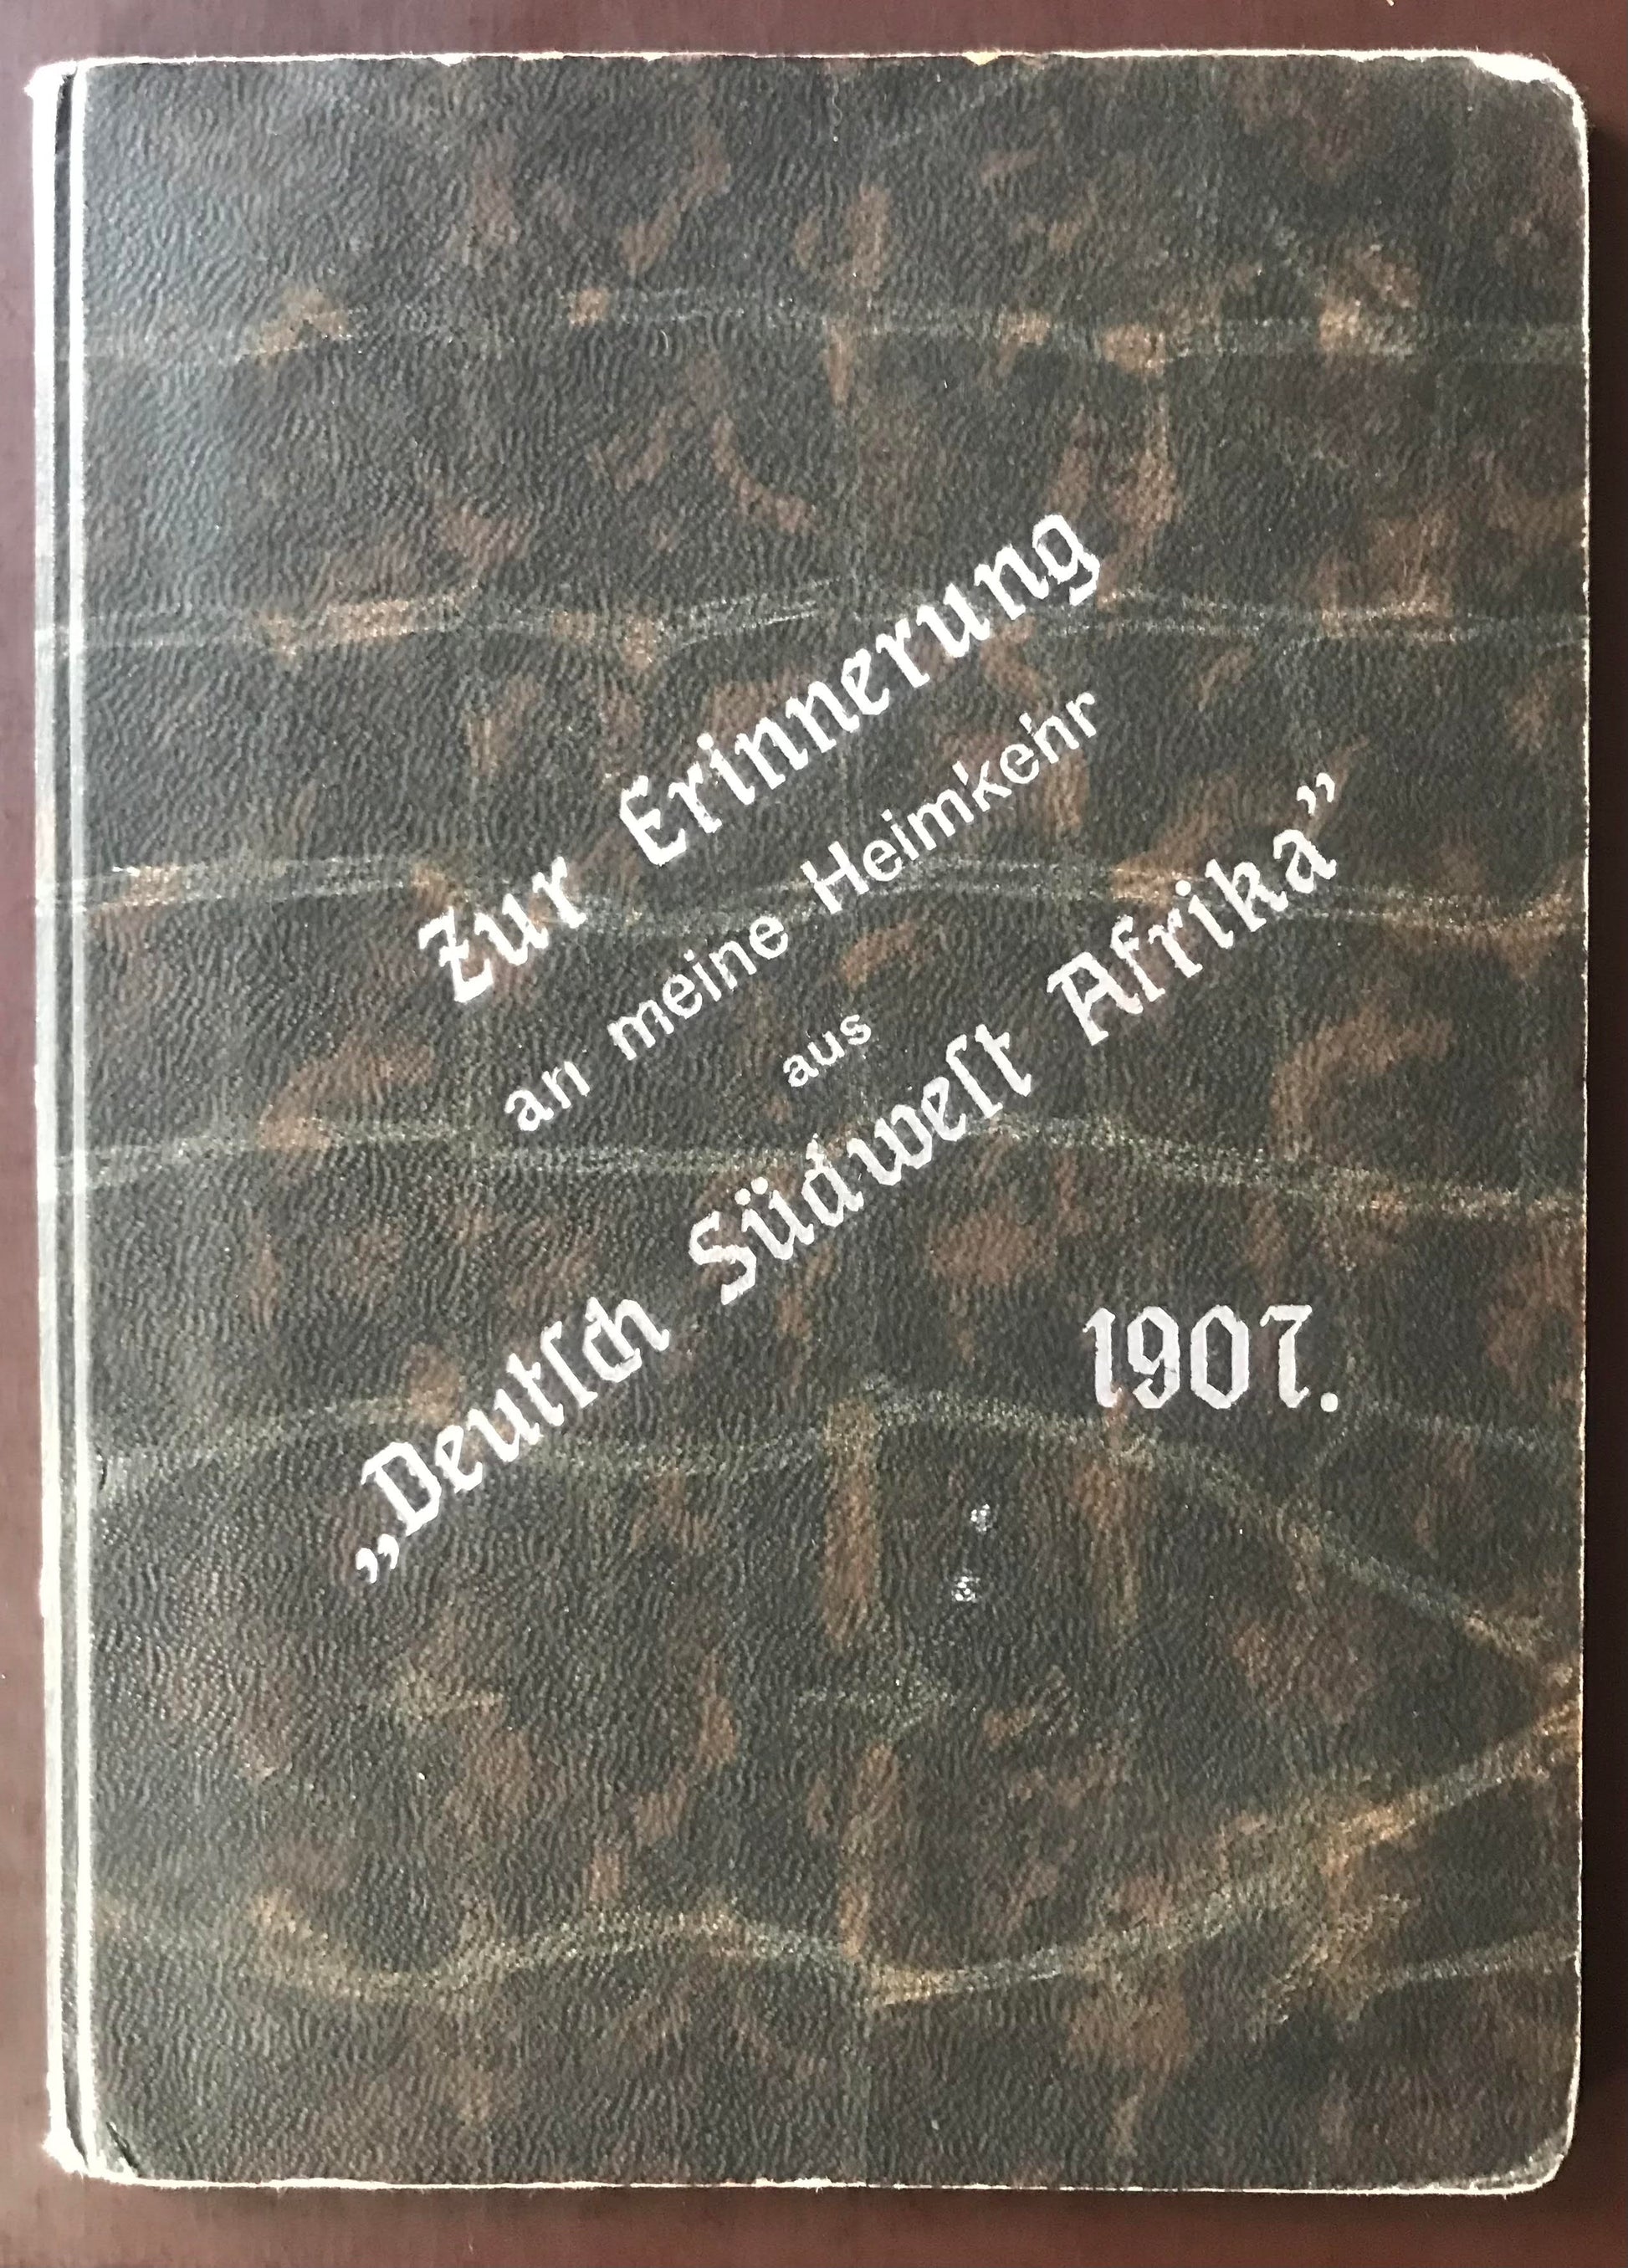 Zur Erinnerung
an meine Heimkehr
aus
„Deutſch Südweſt Afrika”
1907.